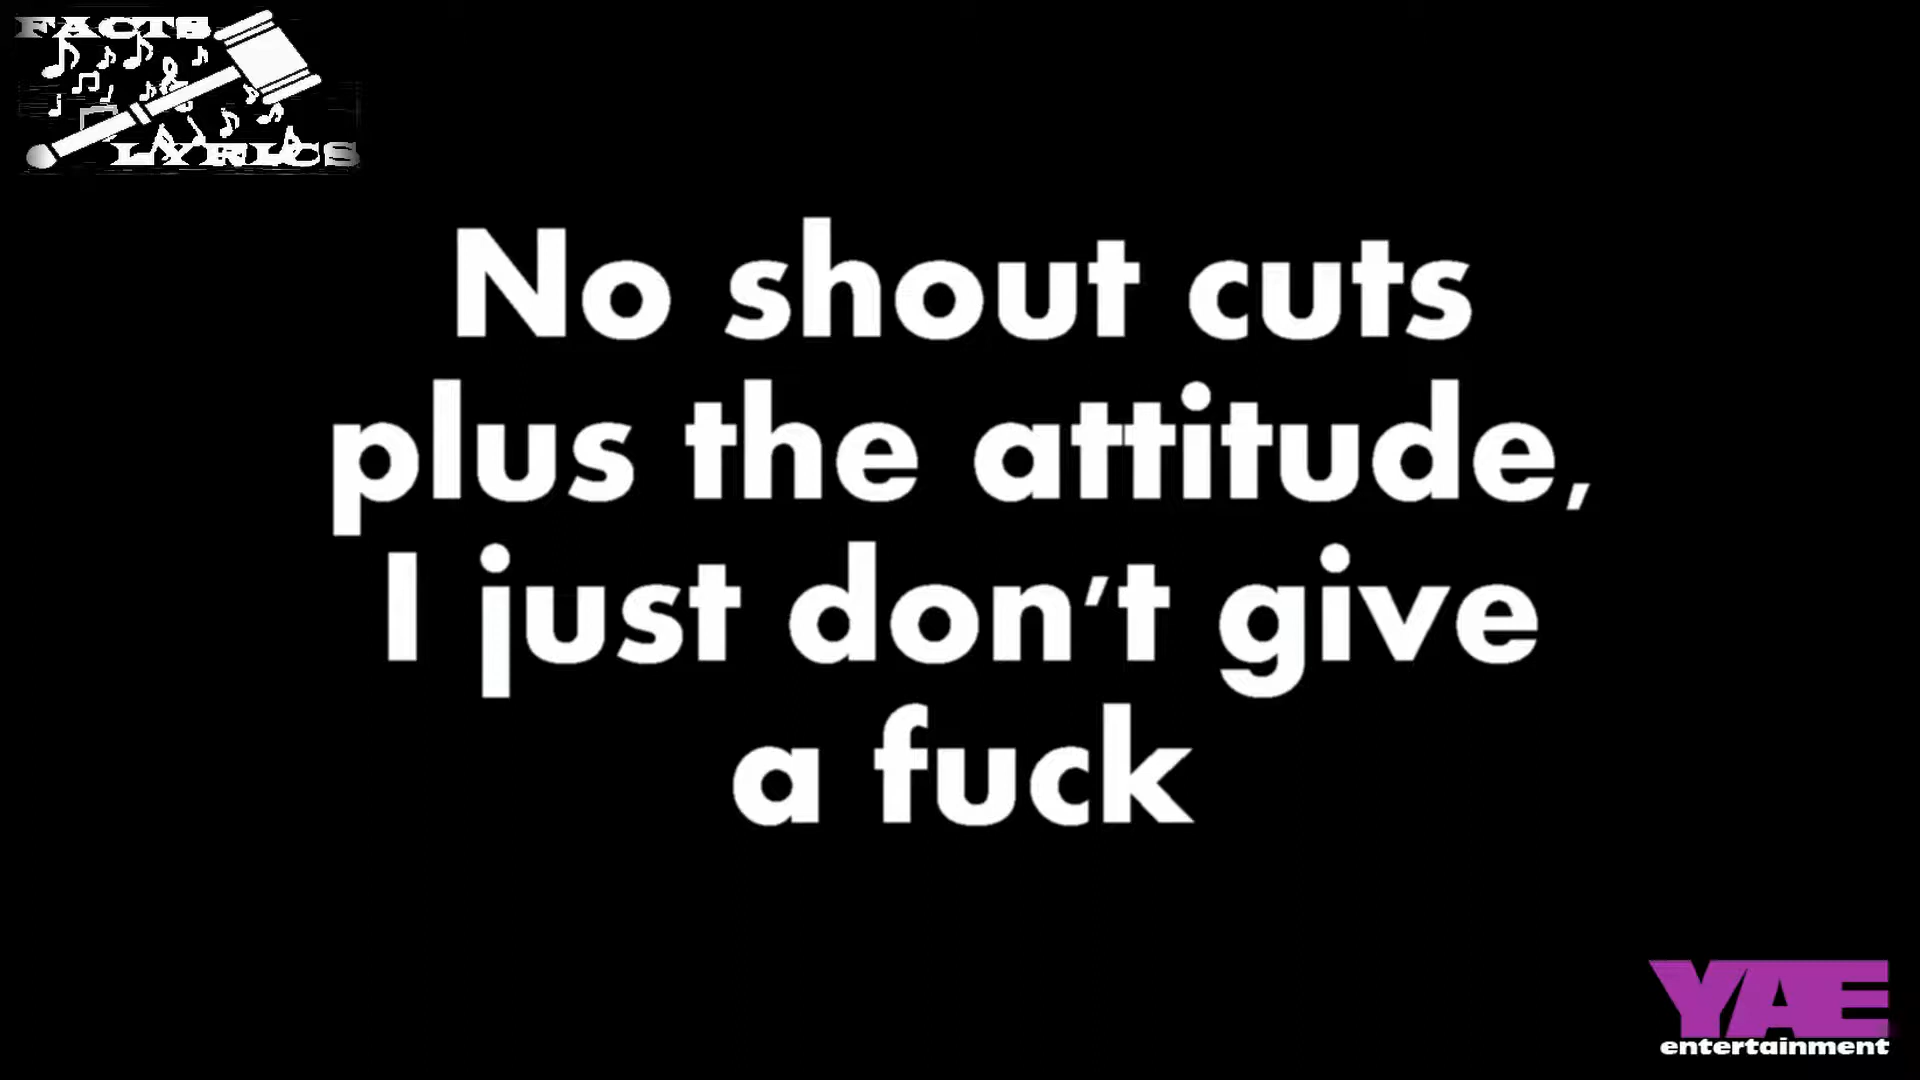 FACTS
LYRICS
No shout cuts
plus the attitude,
I just don't give
a fuck
YAE
entertainment